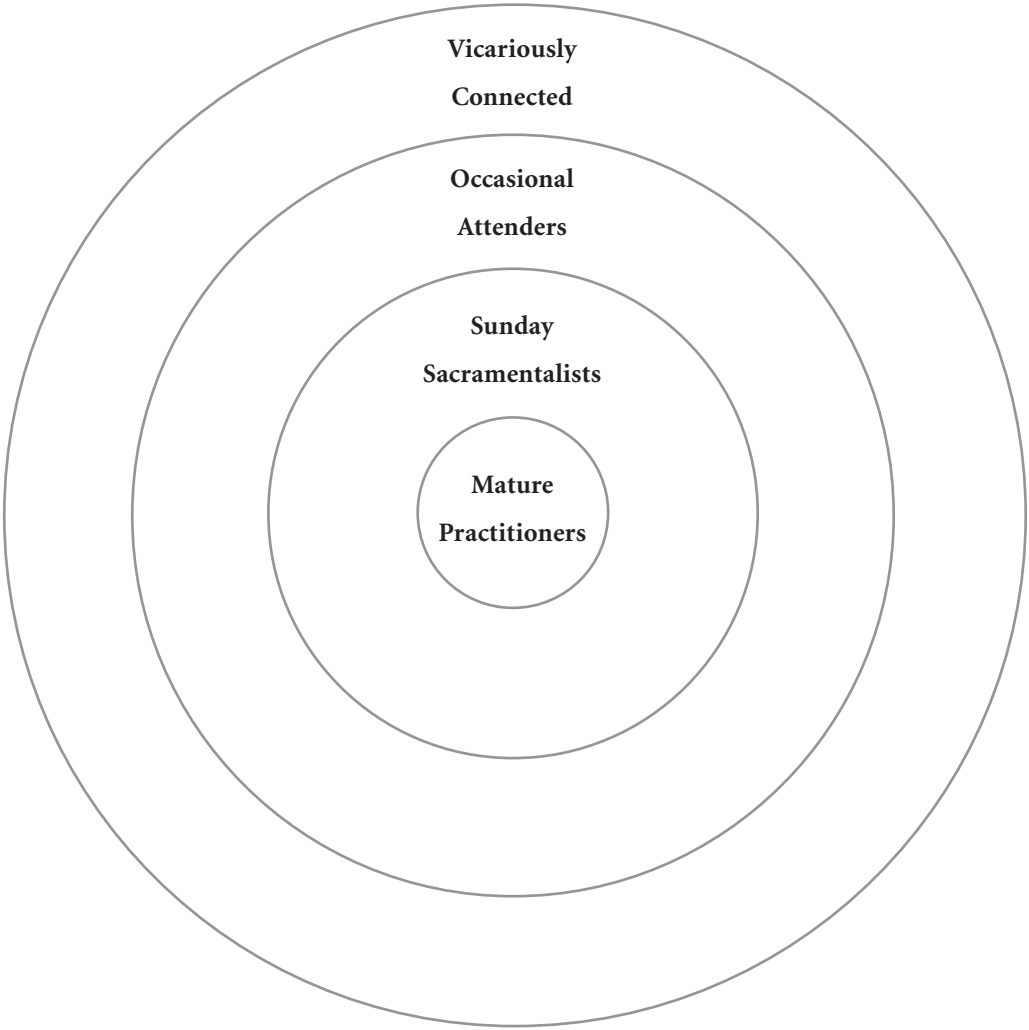 Vicariously
Connected
Occasional
Attenders
Sunday
Sacramentalists
Mature
Practitioners